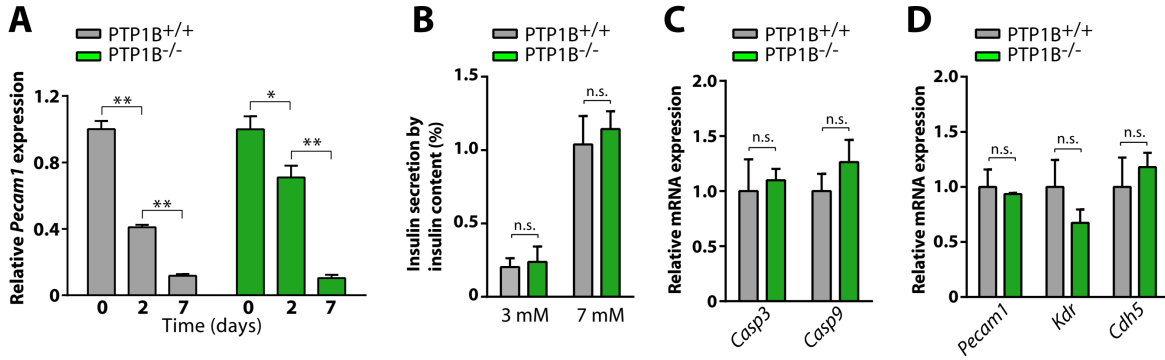 A
PTP1B+/+
PTP1B-/-
Relative Pecam1 expression
1.2
0.8
0.4
0
**
**
*
**
0 2 7 0 2 7
Time (days)
B
PTP1B+/+
PTP1B-/-
Insulin secretion by
insulin content (%)
1.5
1.0
0.5
0
n.s.
n.s.
3 mM 7 mM
C
PTP1B+/+
PTP1B-/-
Relative mRNA expression
2.0
1.5
1.0
0.5
0
n.s.
n.s.
Casp3 Casp9
D
PTP1B+/+
PTP1B-/-
Relative mRNA expression
2.0
1.5
1.0
0.5
0
n.s.
n.s.
n.s.
Pecam1 Kdr Cdh5